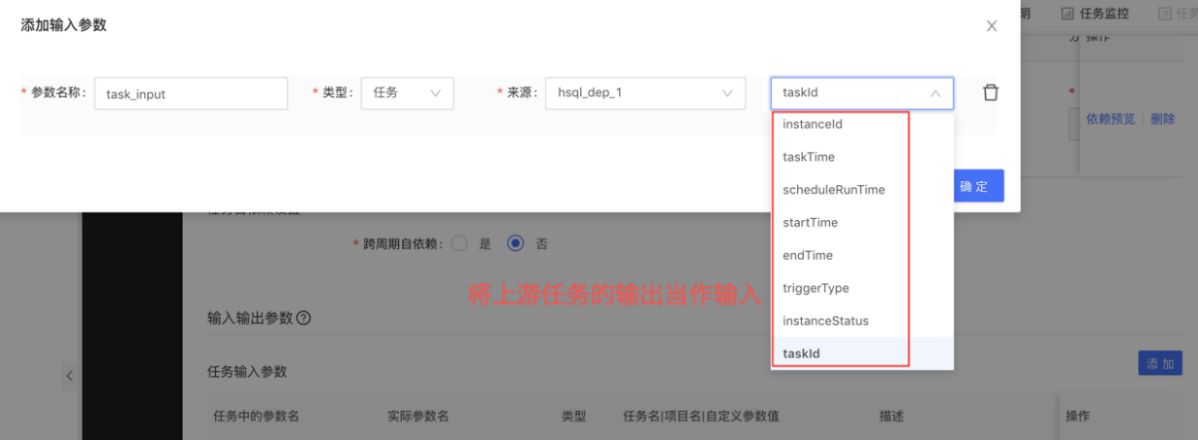 添加输入参数
明 任务监控 任务
操作
* 参数名称: task_input * 类型: 任务 * 来源: hsql_dep_1 taskId
*
依赖预览 删除
instanceId
taskTime
scheduleRunTime
startTime
endTime
triggerType
instanceStatus
taskId
确定
* 跨周期自依赖: 是 否
将上游任务的输出当作输入
输入输出参数
任务输入参数 添加
任务中的参数名 实际参数名 类型 任务名|项目名|自定义参数值 描述 操作